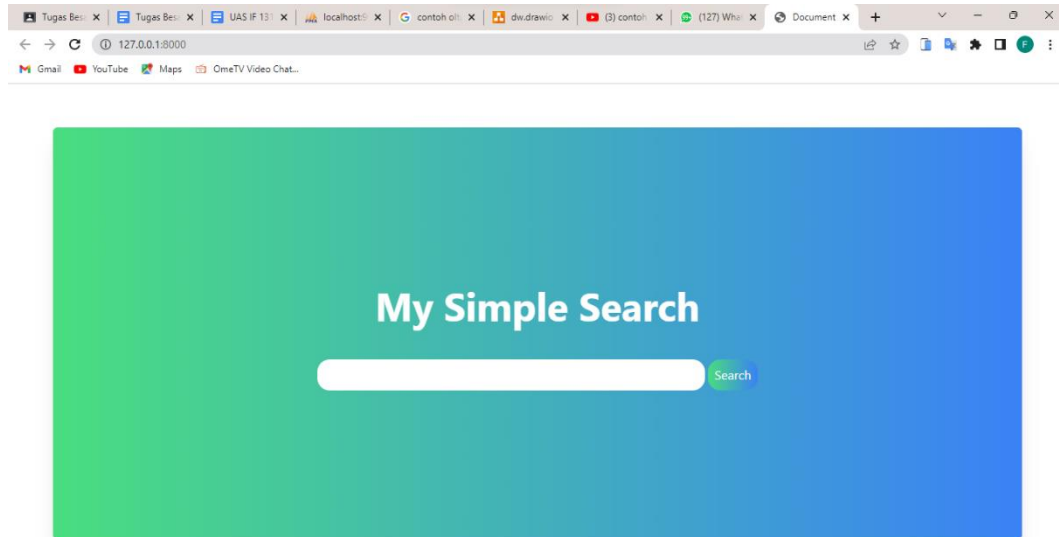 Tugas Bes
Tugas Bes
UAS IF 131
localhost:
contoh olt
dw.drawio
(3) contoh
(127) Wha
Document
127.0.0.1:8000
Gmail
YouTube
Maps
OmeTV Video Chat...
F
My Simple Search
Search